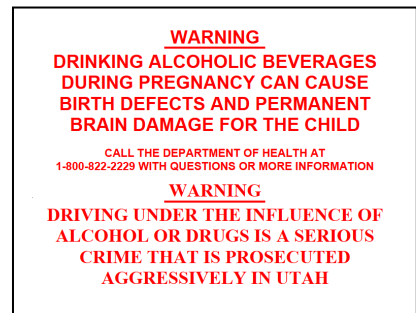 WARNING
DRINKING ALCOHOLIC BEVERAGES
DURING PREGNANCY CAN CAUSE
BIRTH DEFECTS AND PERMANENT
BRAIN DAMAGE FOR THE CHILD
CALL THE DEPARTMENT OF HEALTH AT
1-800-822-2229 WITH QUESTIONS OR MORE INFORMATION
WARNING
DRIVING UNDER THE INFLUENCE OF
ALCOHOL OR DRUGS IS A SERIOUS
CRIME THAT IS PROSECUTED
AGGRESSIVELY IN UTAH